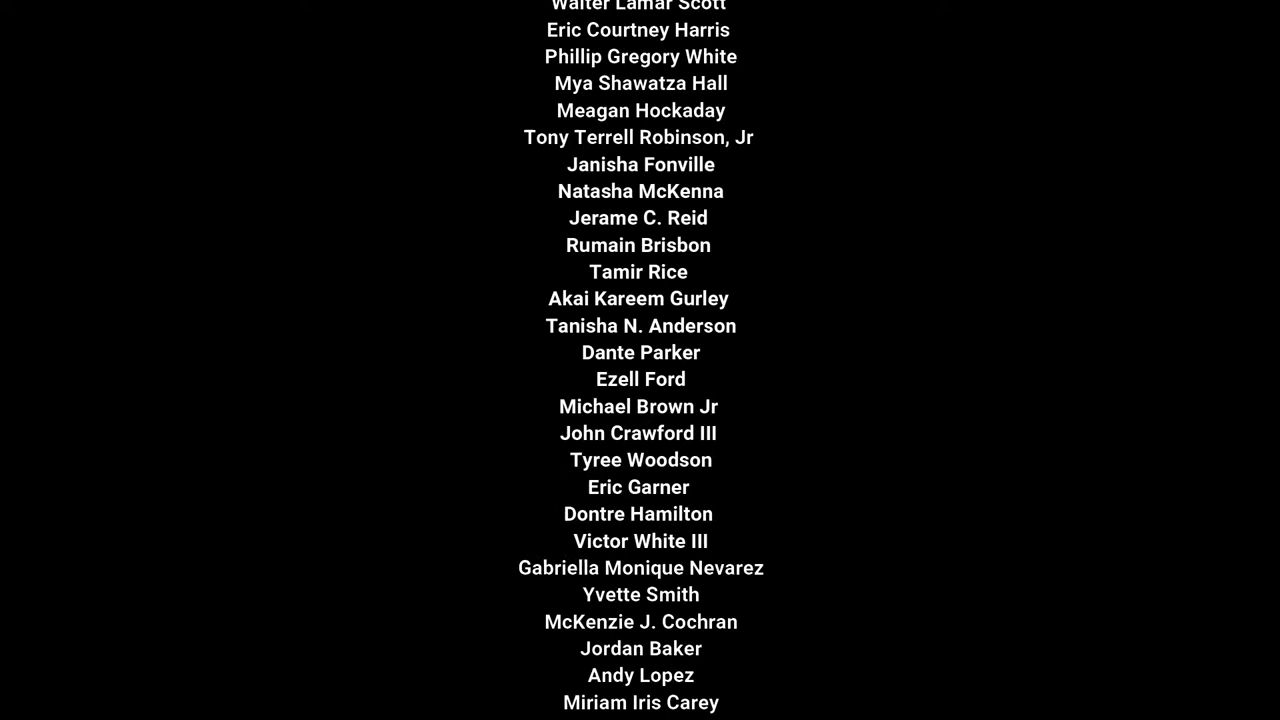 Walter Lamar Scott
Eric Courtney Harris
Phillip Gregory White
Mya Shawatza Hall
Meagan Hockaday
Tony Terrell Robinson, Jr
Janisha Fonville
Natasha McKenna
Jerame C. Reid
Rumain Brisbon
Tamir Rice
Akai Kareem Gurley
Tanisha N. Anderson
Dante Parker
Ezell Ford
Michael Brown Jr
John Crawford III
Tyree Woodson
Eric Garner
Dontre Hamilton
Victor White III
Gabriella Monique Nevarez
Yvette Smith
McKenzie J. Cochran
Jordan Baker
Andy Lopez
Miriam Iris Carey